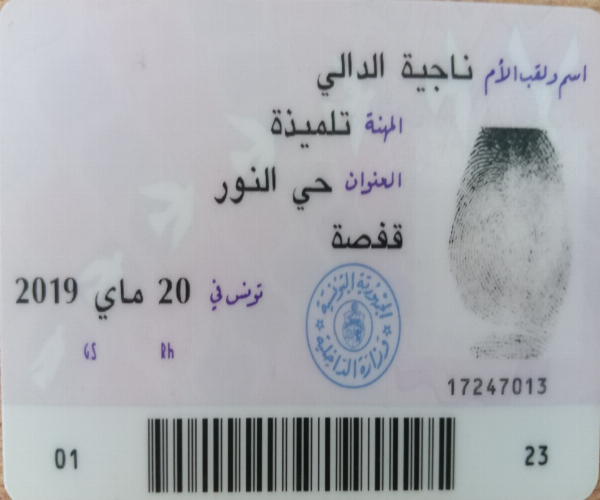 اسم ولقب الأم ناجية الدالي
المهنة تلميذة
العنوان حي النور
قفصة
تونس في 20 ماي 2019
Rh GS
الجمهورية التونسية
وزارة الداخلية
17247013
01 23